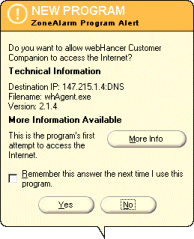 NEW PROGRAM
ZoneAlarm Program Alert
Do you want to allow webHancer Customer
Companion to access the Internet?
Technical Information
Destination IP: 147.215.1.4:DNS
Filename: whAgent.exe
Version: 2.1.4
More Information Available
This is the program's first
attempt to access the
Internet.
More Info
Remember this answer the next time I use this
program.
Yes
No